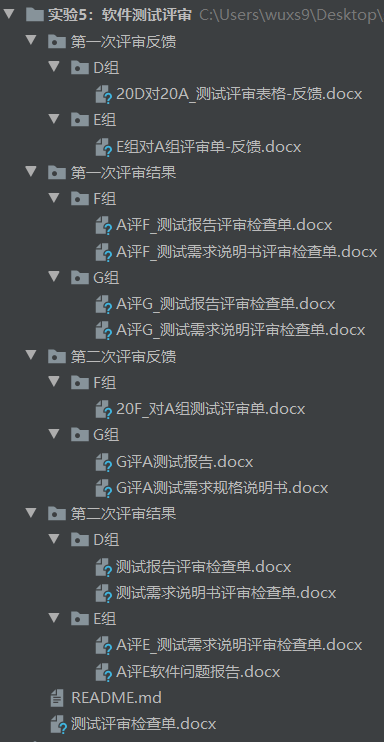 实验5：软件测试评审 C:\Users\wuxs9\Desktop\
第一次评审反馈
D组
20D对20A_测试评审表格-反馈.docx
E组
E组对A组评审单-反馈.docx
第一次评审结果
F组
A评F_测试报告评审检查单.docx
A评F_测试需求说明书评审检查单.docx
G组
A评G_测试报告评审检查单.docx
A评G_测试需求说明评审检查单.docx
第二次评审反馈
F组
20F_对A组测试评审单.docx
G组
G评A测试报告.docx
G评A测试需求规格说明书.docx
第二次评审结果
D组
测试报告评审检查单.docx
测试需求说明书评审检查单.docx
E组
A评E_测试需求说明评审检查单.docx
A评E软件问题报告.docx
README.md
测试评审检查单.docx